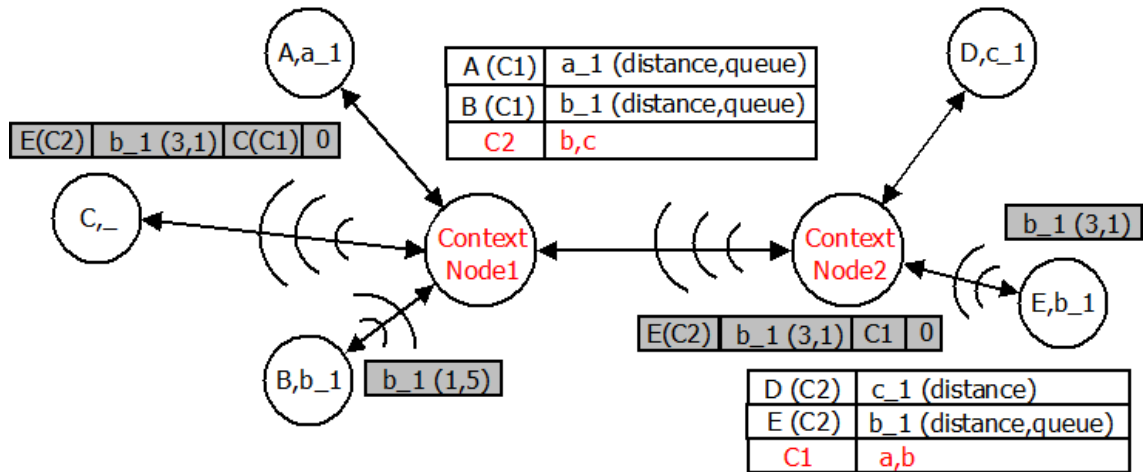 A,a_1
D,c_1
A (C1) a_1 (distance,queue)
B (C1) b_1 (distance,queue)
C2 b,c
E(C2) b_1 (3,1) C(C1) 0
C,_
Context
Node1
Context
Node2
b_1 (3,1)
E,b_1
E(C2) b_1 (3,1) C1 0
B,b_1
b_1 (1,5)
D (C2) c_1 (distance)
E (C2) b_1 (distance,queue)
C1 a,b